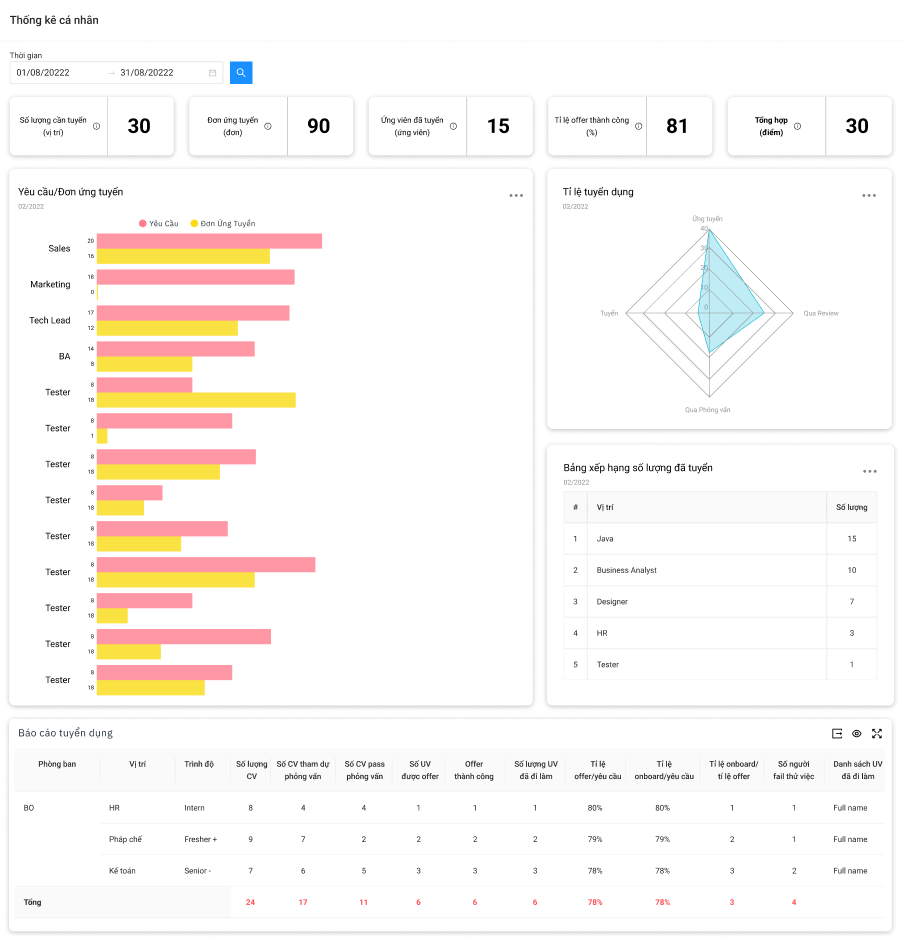 Thống kê cá nhân
Thời gian
01/08/20222 → 31/08/20222
Số lượng cần tuyển
(vị trí)
30
Đơn ứng tuyển
(đơn)
90
Ứng viên đã tuyển
(ứng viên)
15
Tỉ lệ offer thành công
(%)
81
Tổng hợp
(điểm)
30
Yêu cầu/Đơn ứng tuyển
02/2022
Yêu Cầu Đơn Ứng Tuyển
Sales 20
16
Marketing 16
0
Tech Lead 17
12
BA 14
8
Tester 8
18
Tester 8
1
Tester 8
18
Tester 8
18
Tester 8
18
Tester 8
18
Tester 8
18
Tester 8
18
Tester 8
18
Tỉ lệ tuyển dụng
02/2022
Ứng tuyển
40
30
20
10
0
Tuyển
Qua Review
Qua Phỏng vấn
Bảng xếp hạng số lượng đã tuyển
02/2022
# Vị trí Số lượng
1 Java 15
2 Business Analyst 10
3 Designer 7
4 HR 3
5 Tester 1
Báo cáo tuyển dụng
Phòng ban Vị trí Trình độ Số lượng CV Số CV tham dự phỏng vấn Số CV pass phỏng vấn Số UV được offer Offer thành công Số lượng UV đã đi làm Tỉ lệ offer/yêu cầu Tỉ lệ onboard/yêu cầu Tỉ lệ onboard/ tỉ lệ offer Số người fail thử việc Danh sách UV đã đi làm
BO HR Intern 8 4 4 1 1 1 80% 80% 1 1 Full name
Pháp chế Fresher + 9 7 2 2 2 2 79% 79% 2 1 Full name
Kế toán Senior - 7 6 5 3 3 3 78% 78% 3 2 Full name
Tổng 24 17 11 6 6 6 78% 78% 3 4